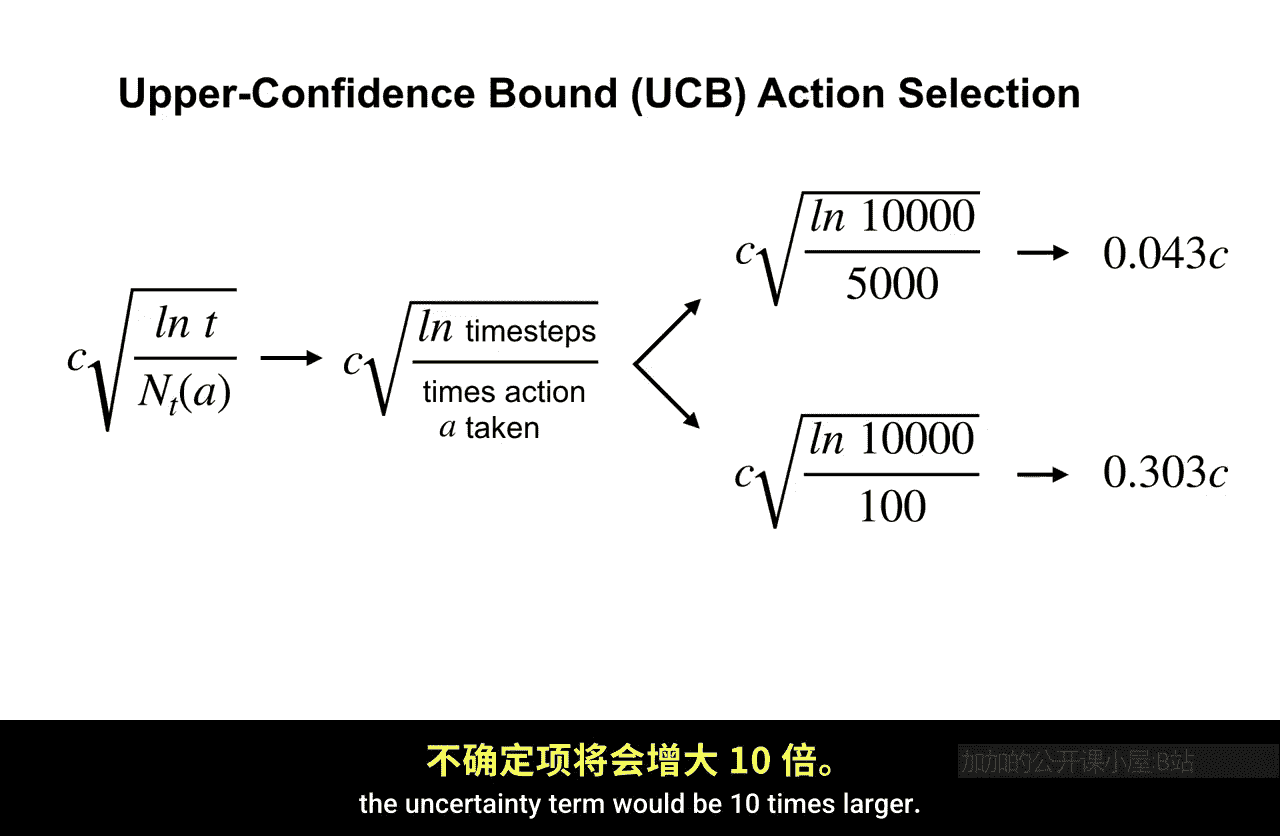 Upper-Confidence Bound (UCB) Action Selection
c√(ln t / N_t(a)) → c√(ln timesteps / times action a taken)
c√(ln 10000 / 5000) → 0.043c
c√(ln 10000 / 100) → 0.303c
不确定项将会增大 10 倍。
加加的公开课小屋:B站
the uncertainty term would be 10 times larger.